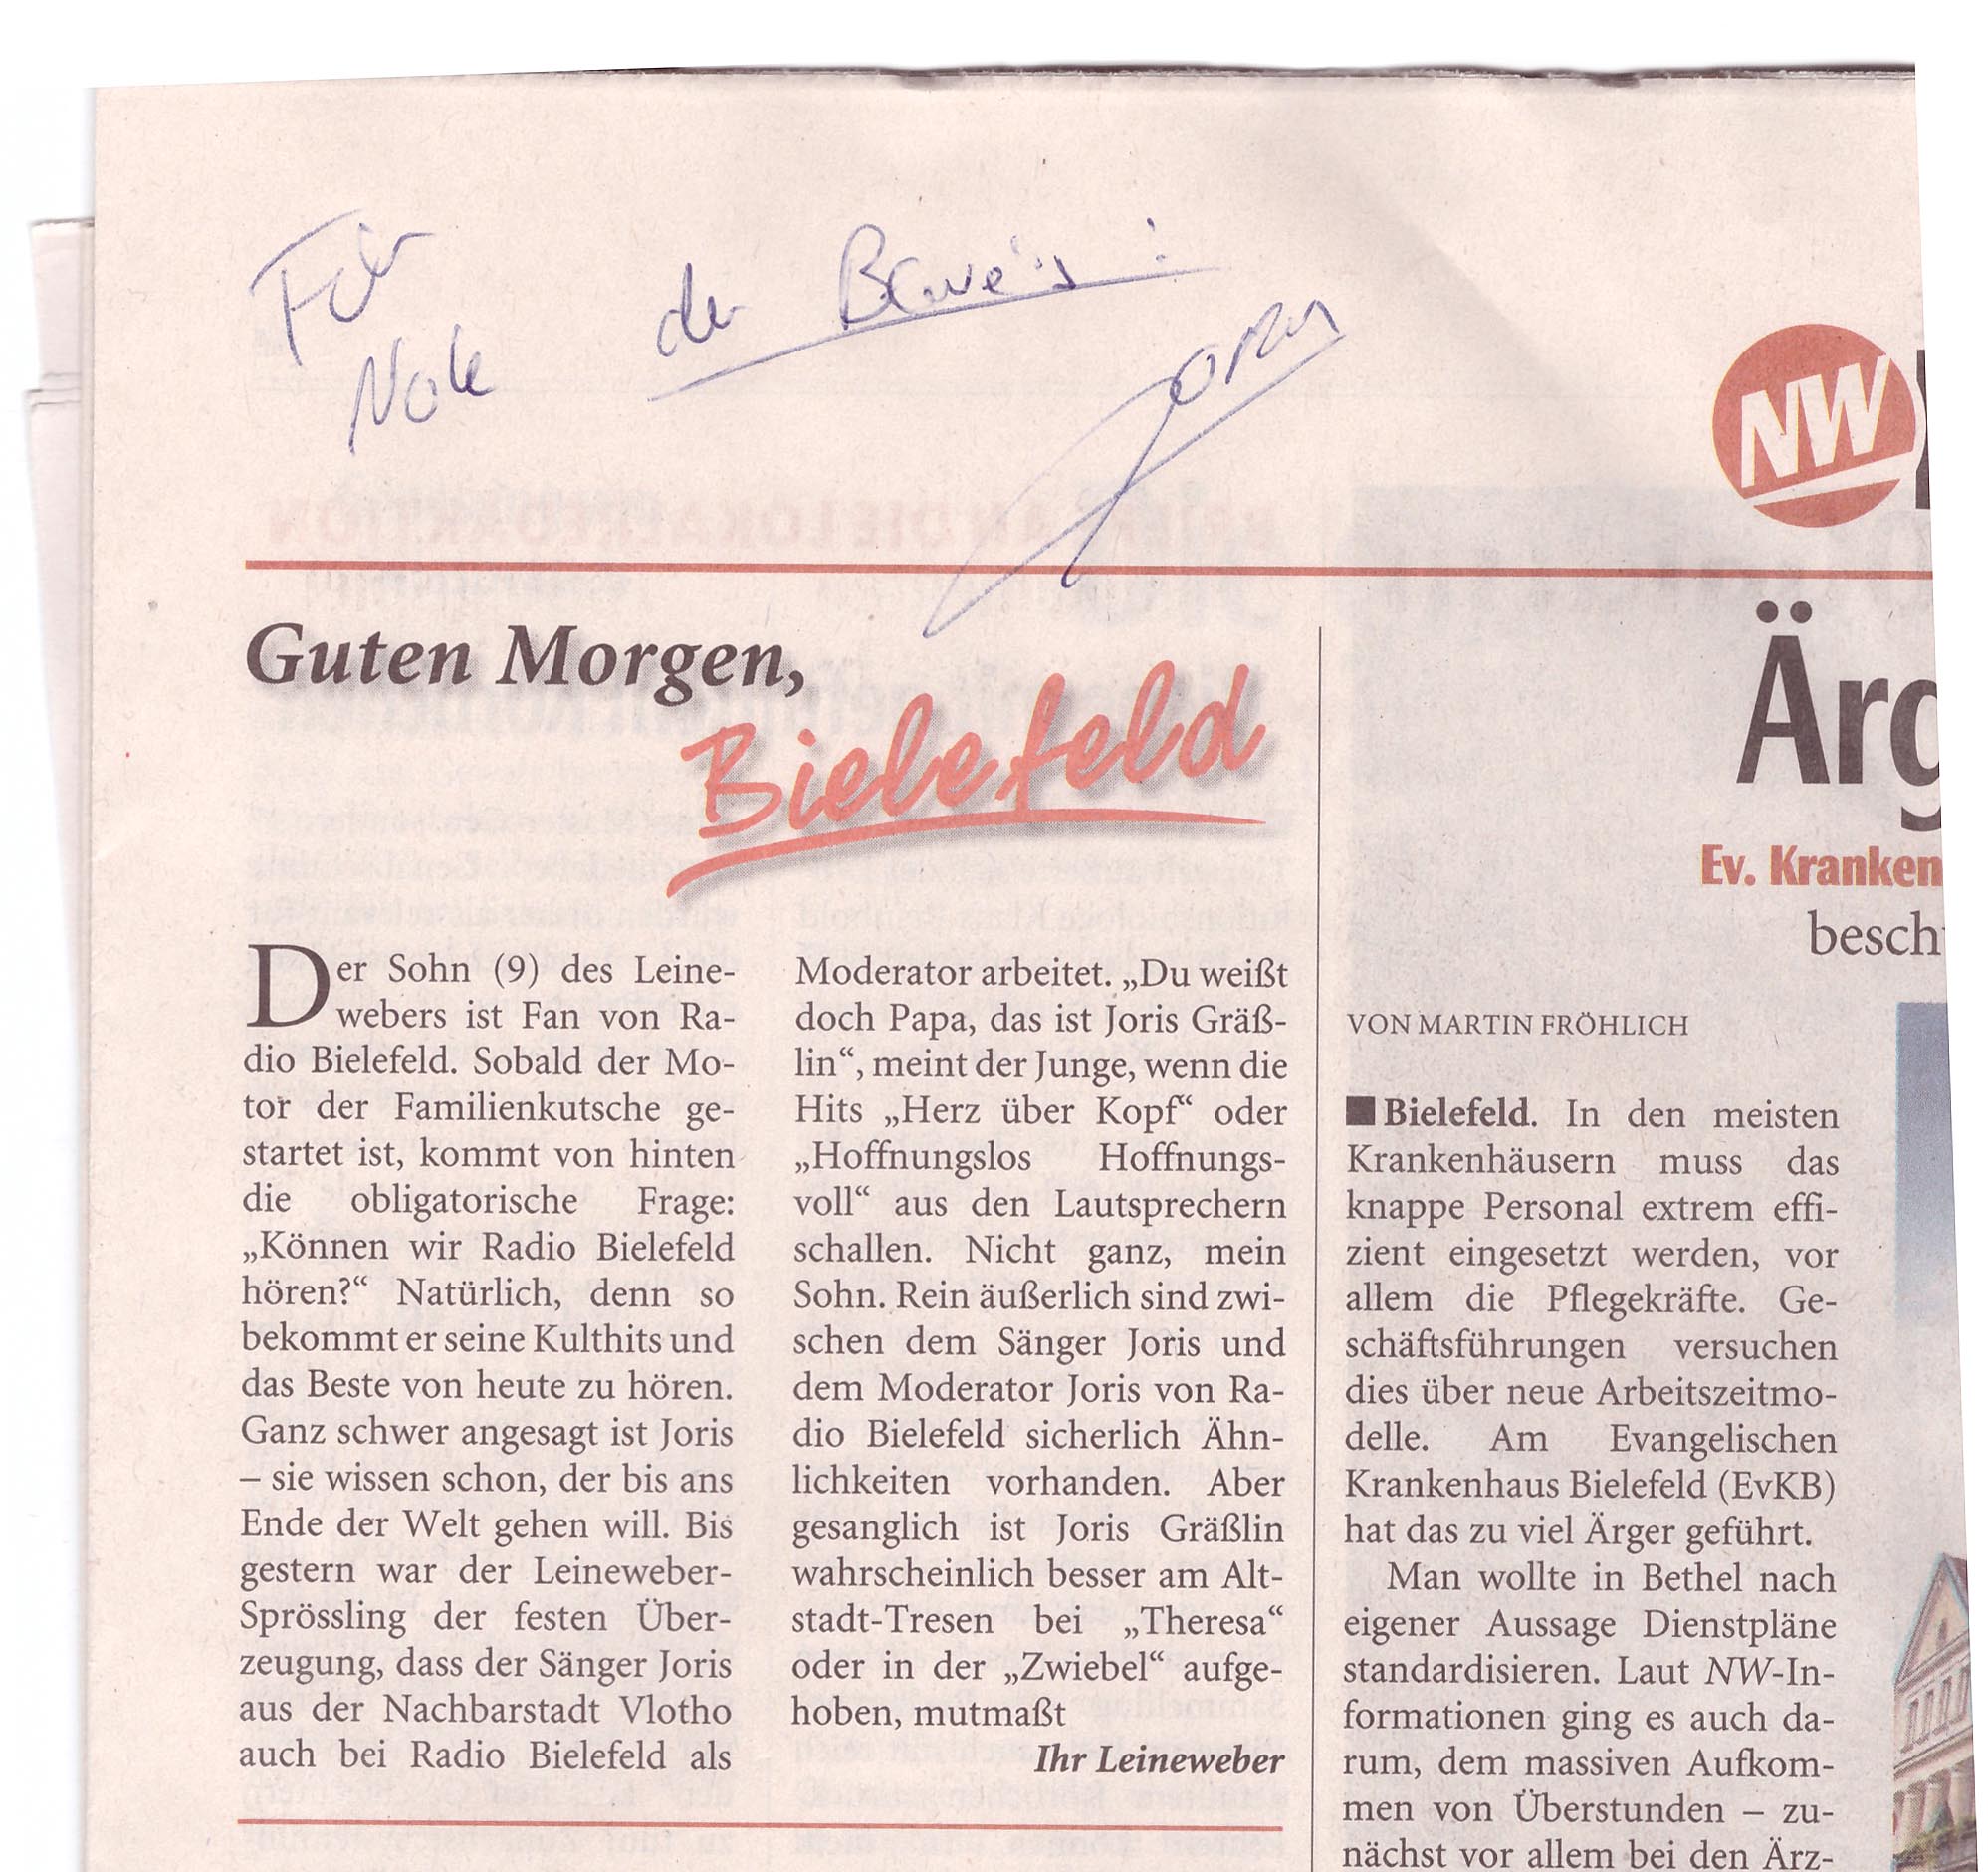 Für
der Beweis :
NW
Guten Morgen,
Bielefeld
Der Sohn (9) des Leine-
webers ist Fan von Ra-
dio Bielefeld. Sobald der Mo-
tor der Familienkutsche ge-
startet ist, kommt von hinten
die obligatorische Frage:
„Können wir Radio Bielefeld
hören?“ Natürlich, denn so
bekommt er seine Kulthits und
das Beste von heute zu hören.
Ganz schwer angesagt ist Joris
– sie wissen schon, der bis ans
Ende der Welt gehen will. Bis
gestern war der Leineweber-
Sprössling der festen Über-
zeugung, dass der Sänger Joris
aus der Nachbarstadt Vlotho
auch bei Radio Bielefeld als
Moderator arbeitet. „Du weißt
doch Papa, das ist Joris Gräß-
lin“, meint der Junge, wenn die
Hits „Herz über Kopf“ oder
„Hoffnungslos Hoffnungs-
voll“ aus den Lautsprechern
schallen. Nicht ganz, mein
Sohn. Rein äußerlich sind zwi-
schen dem Sänger Joris und
dem Moderator Joris von Ra-
dio Bielefeld sicherlich Ähn-
lichkeiten vorhanden. Aber
gesanglich ist Joris Gräßlin
wahrscheinlich besser am Alt-
stadt-Tresen bei „Theresa“
oder in der „Zwiebel“ aufge-
hoben, mutmaßt
Ihr Leineweber
Ärg
Ev. Kranken
besch
VON MARTIN FRÖHLICH
■ Bielefeld. In den meisten
Krankenhäusern muss das
knappe Personal extrem effi-
zient eingesetzt werden, vor
allem die Pflegekräfte. Ge-
schäftsführungen versuchen
dies über neue Arbeitszeitmo-
delle. Am Evangelischen
Krankenhaus Bielefeld (EvKB)
hat das zu viel Ärger geführt.
Man wollte in Bethel nach
eigener Aussage Dienstpläne
standardisieren. Laut NW-In-
formationen ging es auch da-
rum, dem massiven Aufkom-
men von Überstunden – zu-
nächst vor allem bei den Ärz-